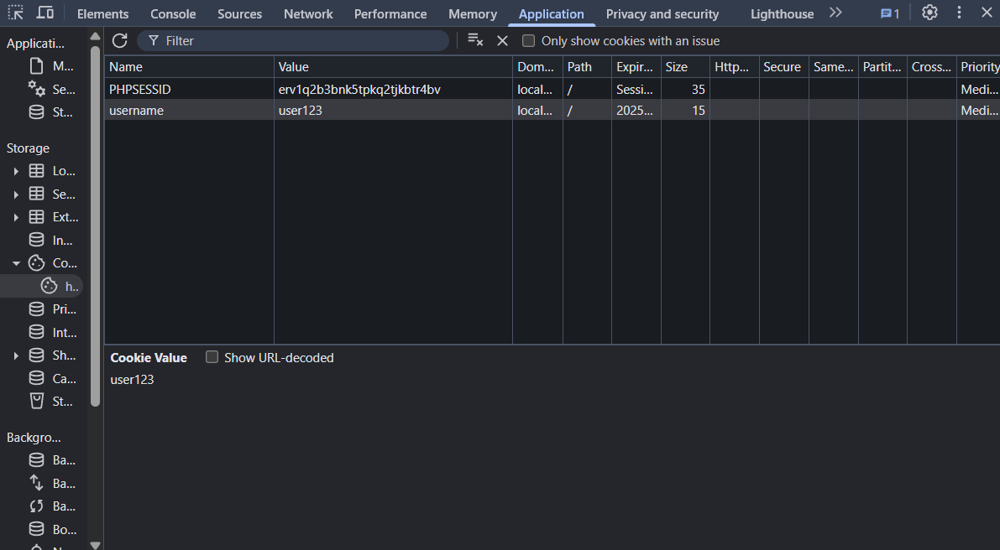 Elements Console Sources Network Performance Memory Application Privacy and security Lighthouse 1
Applicati...
M...
Se...
St...
Storage
Lo...
Se...
Ext...
In...
Co...
h..
Pri...
Int...
Sh...
Ca...
St...
Backgro...
Ba...
Ba...
Ba...
Bo...
Filter Only show cookies with an issue
Name Value Dom... Path Expir... Size Http... Secure Same... Partit... Cross... Priority
PHPSESSID erv1q2b3bnk5tpkq2tjkbtr4bv local... / Sessi... 35 Medi...
username user123 local... / 2025... 15 Medi...
Cookie Value Show URL-decoded
user123